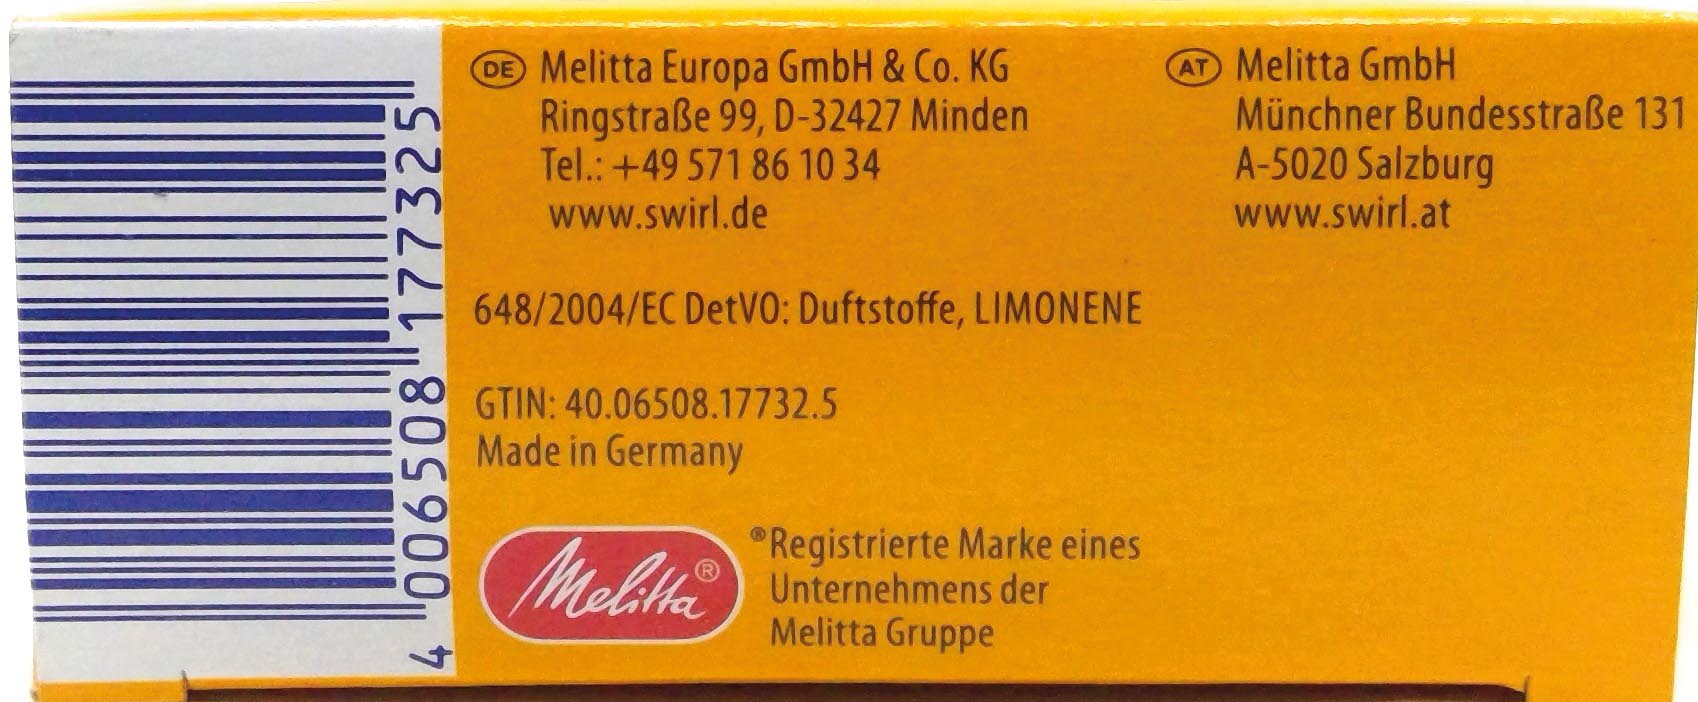 4 006508 177325
DE Melitta Europa GmbH & Co. KG
Ringstraße 99, D-32427 Minden
Tel.: +49 571 86 10 34
www.swirl.de
AT Melitta GmbH
Münchner Bundesstraße 131
A-5020 Salzburg
www.swirl.at
648/2004/EC DetVO: Duftstoffe, LIMONENE
GTIN: 40.06508.17732.5
Made in Germany
Melitta®
®Registrierte Marke eines
Unternehmens der
Melitta Gruppe